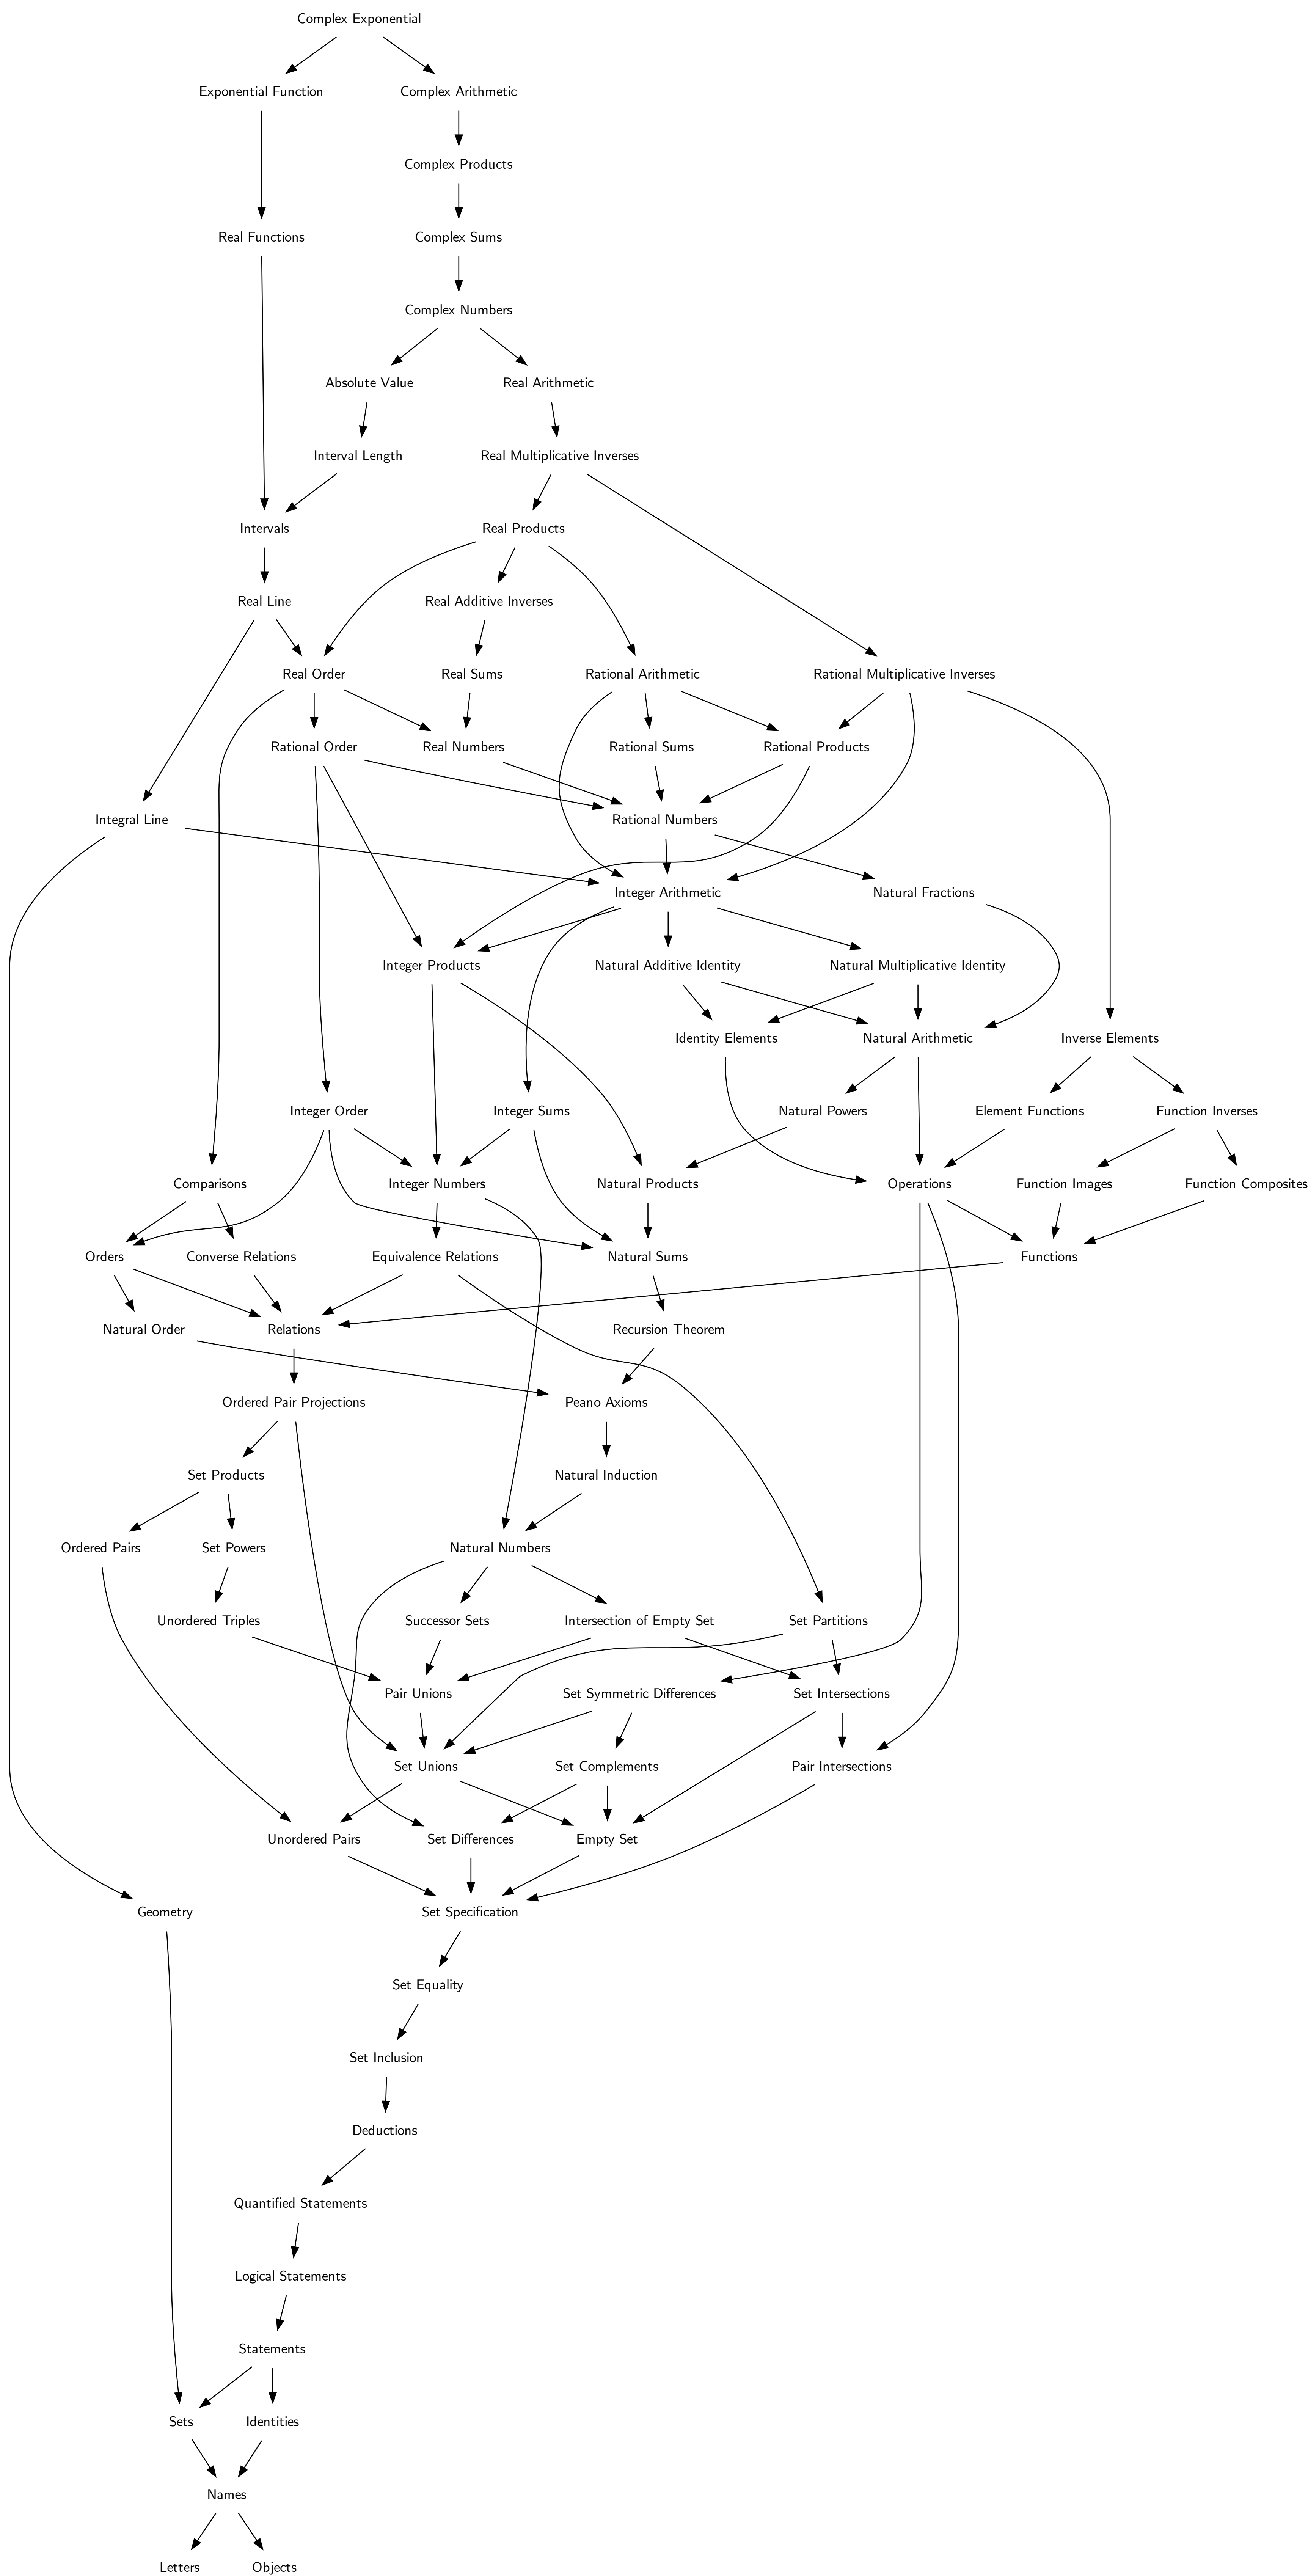 Complex Exponential
Exponential Function
Complex Arithmetic
Complex Products
Real Functions
Complex Sums
Complex Numbers
Absolute Value
Real Arithmetic
Interval Length
Real Multiplicative Inverses
Intervals
Real Products
Real Line
Real Additive Inverses
Real Order
Real Sums
Rational Arithmetic
Rational Multiplicative Inverses
Rational Order
Real Numbers
Rational Sums
Rational Products
Integral Line
Rational Numbers
Integer Arithmetic
Natural Fractions
Integer Products
Natural Additive Identity
Natural Multiplicative Identity
Identity Elements
Natural Arithmetic
Inverse Elements
Integer Order
Integer Sums
Natural Powers
Element Functions
Function Inverses
Comparisons
Integer Numbers
Natural Products
Operations
Function Images
Function Composites
Orders
Converse Relations
Equivalence Relations
Natural Sums
Functions
Natural Order
Relations
Recursion Theorem
Ordered Pair Projections
Peano Axioms
Set Products
Natural Induction
Ordered Pairs
Set Powers
Natural Numbers
Unordered Triples
Successor Sets
Intersection of Empty Set
Set Partitions
Pair Unions
Set Symmetric Differences
Set Intersections
Set Unions
Set Complements
Pair Intersections
Unordered Pairs
Set Differences
Empty Set
Geometry
Set Specification
Set Equality
Set Inclusion
Deductions
Quantified Statements
Logical Statements
Statements
Sets
Identities
Names
Letters
Objects